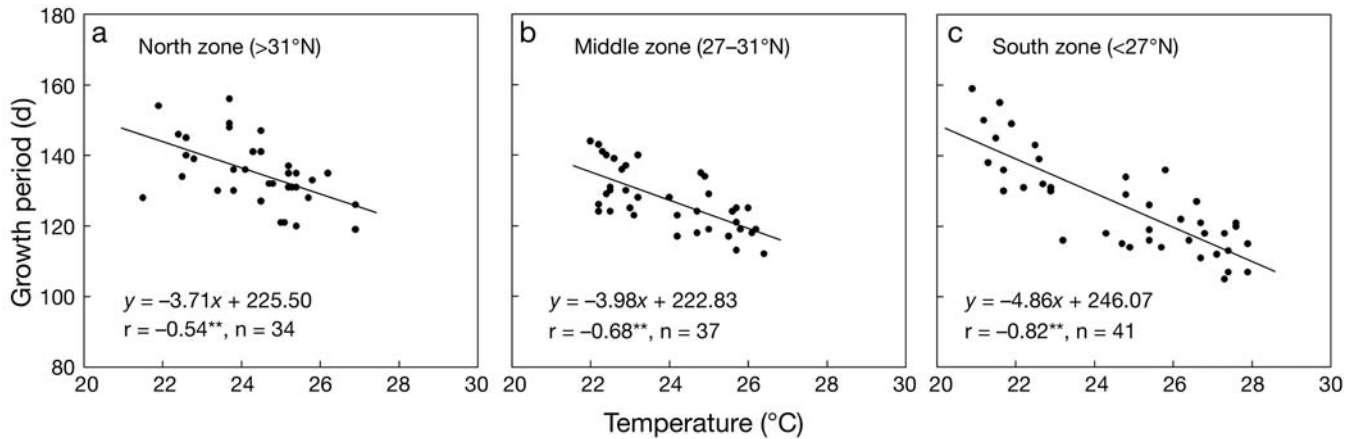 Growth period (d)
180
160
140
120
100
80
a
North zone (>31°N)
y = –3.71x + 225.50
r = –0.54**, n = 34
20 22 24 26 28 30
b
Middle zone (27–31°N)
y = –3.98x + 222.83
r = –0.68**, n = 37
20 22 24 26 28 30
c
South zone (<27°N)
y = –4.86x + 246.07
r = –0.82**, n = 41
20 22 24 26 28 30
Temperature (°C)